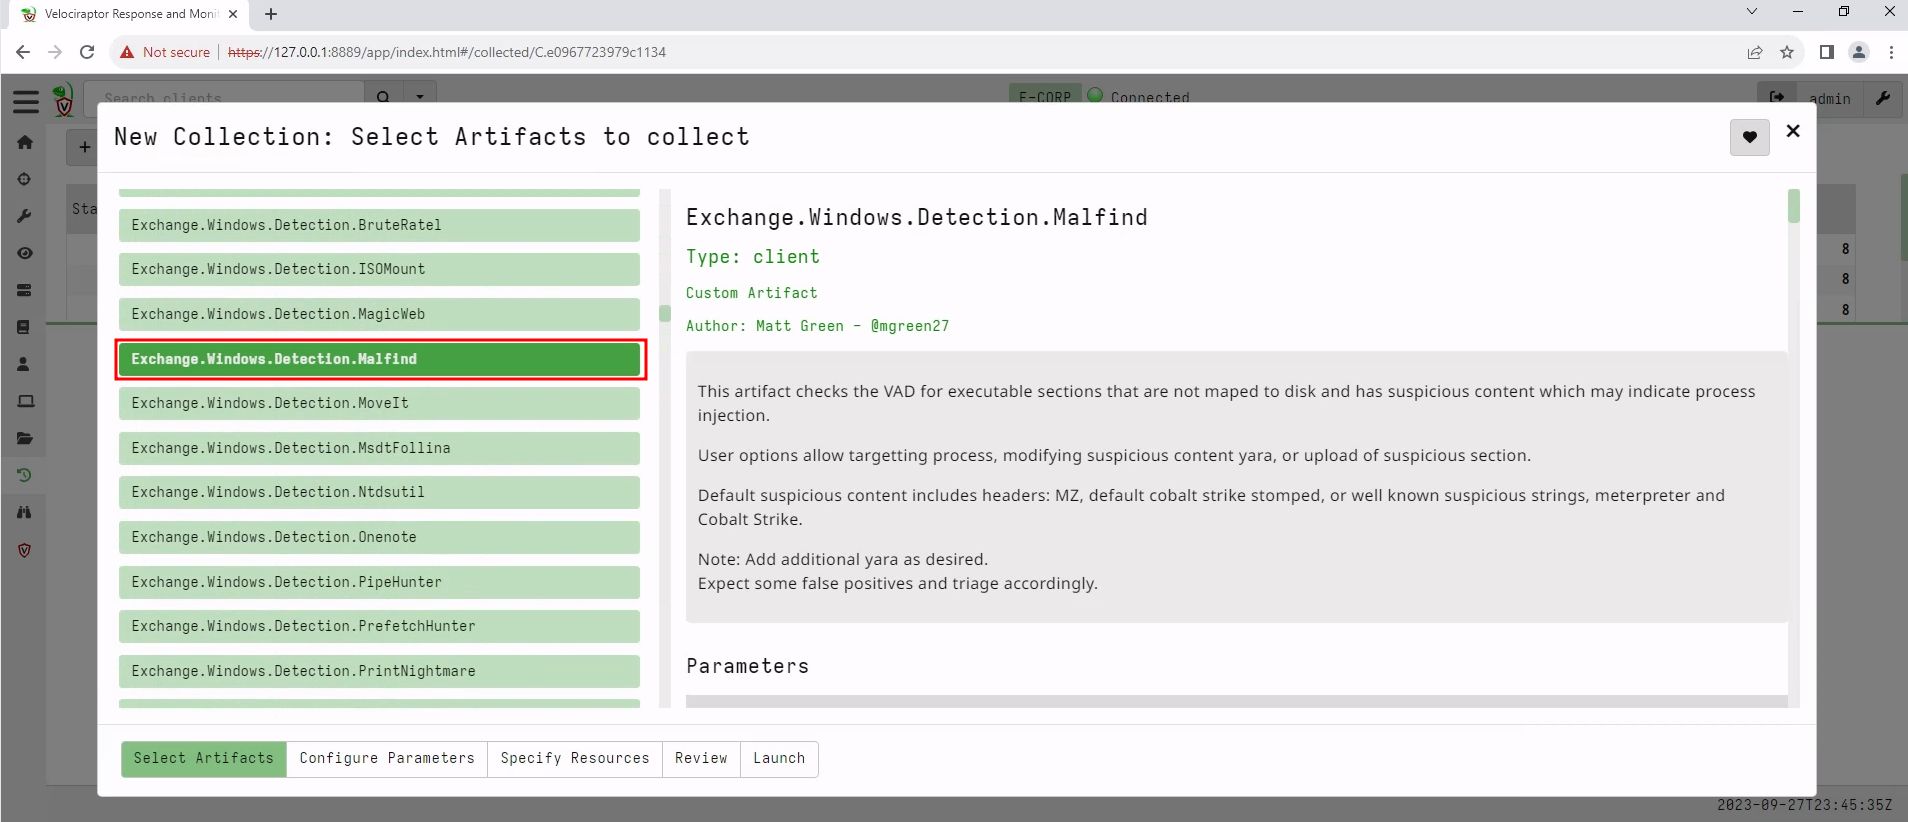 Velociraptor Response and Moni
Not secure
https://127.0.0.1:8889/app/index.html#/collected/C.e0967723979c1134
Search clients
E-CORP
Connected
admin
New Collection: Select Artifacts to collect
Sta
8
8
8
Exchange.Windows.Detection.BruteRatel
Exchange.Windows.Detection.ISOMount
Exchange.Windows.Detection.MagicWeb
Exchange.Windows.Detection.Malfind
Exchange.Windows.Detection.MoveIt
Exchange.Windows.Detection.MsdtFollina
Exchange.Windows.Detection.Ntdsutil
Exchange.Windows.Detection.Onenote
Exchange.Windows.Detection.PipeHunter
Exchange.Windows.Detection.PrefetchHunter
Exchange.Windows.Detection.PrintNightmare
Exchange.Windows.Detection.Malfind
Type: client
Custom Artifact
Author: Matt Green - @mgreen27
This artifact checks the VAD for executable sections that are not maped to disk and has suspicious content which may indicate process
injection.
User options allow targetting process, modifying suspicious content yara, or upload of suspicious section.
Default suspicious content includes headers: MZ, default cobalt strike stomped, or well known suspicious strings, meterpreter and
Cobalt Strike.
Note: Add additional yara as desired.
Expect some false positives and triage accordingly.
Parameters
Select Artifacts
Configure Parameters
Specify Resources
Review
Launch
2023-09-27T23:45:35Z